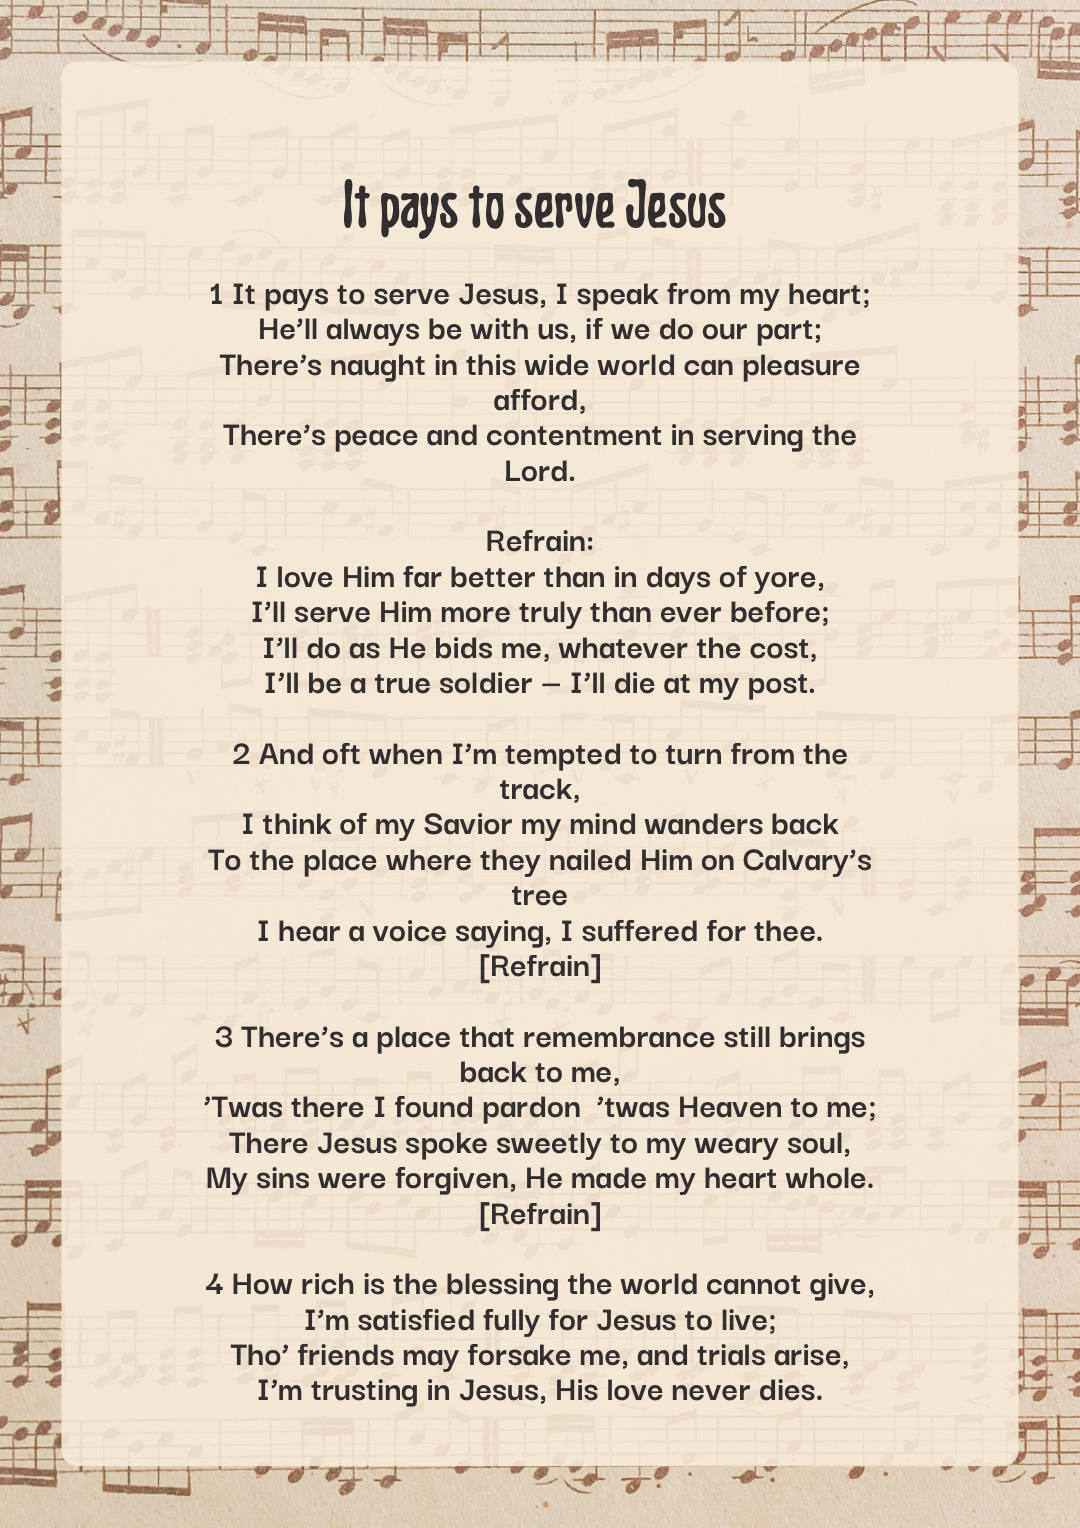 It pays to serve Jesus
1 It pays to serve Jesus, I speak from my heart;
He’ll always be with us, if we do our part;
There’s naught in this wide world can pleasure
afford,
There’s peace and contentment in serving the
Lord.
Refrain:
I love Him far better than in days of yore,
I’ll serve Him more truly than ever before;
I’ll do as He bids me, whatever the cost,
I’ll be a true soldier – I’ll die at my post.
2 And oft when I’m tempted to turn from the
track,
I think of my Savior my mind wanders back
To the place where they nailed Him on Calvary’s
tree
I hear a voice saying, I suffered for thee.
[Refrain]
3 There’s a place that remembrance still brings
back to me,
’Twas there I found pardon  ’twas Heaven to me;
There Jesus spoke sweetly to my weary soul,
My sins were forgiven, He made my heart whole.
[Refrain]
4 How rich is the blessing the world cannot give,
I’m satisfied fully for Jesus to live;
Tho’ friends may forsake me, and trials arise,
I’m trusting in Jesus, His love never dies.